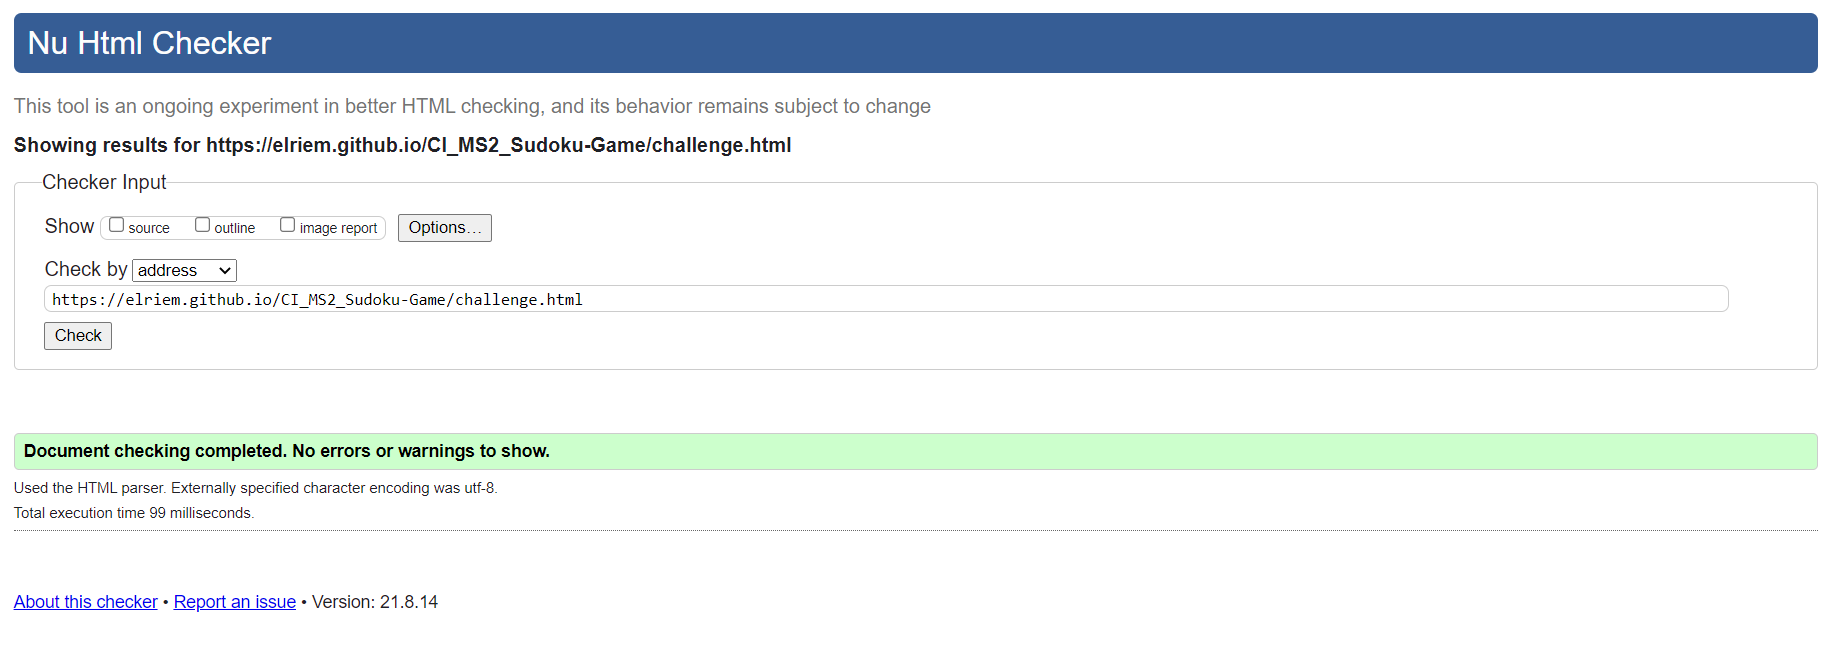 Nu Html Checker
This tool is an ongoing experiment in better HTML checking, and its behavior remains subject to change
Showing results for https://elriem.github.io/CI_MS2_Sudoku-Game/challenge.html
Checker Input
Show source outline image report Options...
Check by address
https://elriem.github.io/CI_MS2_Sudoku-Game/challenge.html
Check
Document checking completed. No errors or warnings to show.
Used the HTML parser. Externally specified character encoding was utf-8.
Total execution time 99 milliseconds.
About this checker • Report an issue • Version: 21.8.14